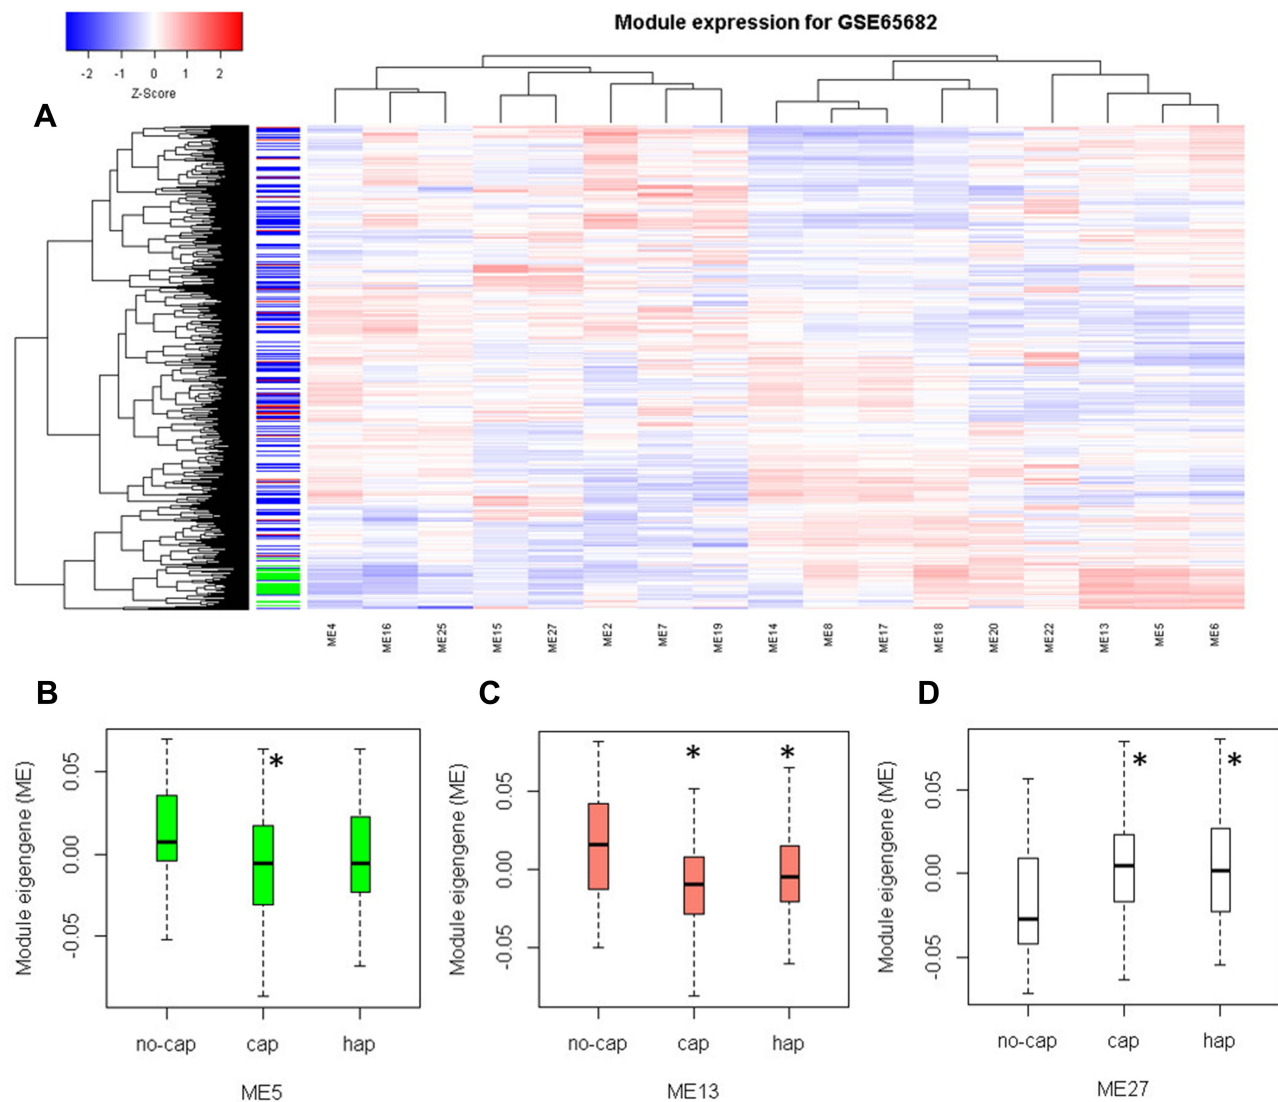 Module expression for GSE65682
-2 -1 0 1 2
Z-Score
A
ME4 ME16 ME25 ME15 ME27 ME2 ME7 ME19 ME14 ME8 ME17 ME18 ME20 ME22 ME13 ME5 ME6
B
Module eigengene (ME)
0.05
0.00
-0.05
no-cap cap hap
ME5
*
C
Module eigengene (ME)
0.05
0.00
-0.05
no-cap cap hap
ME13
* *
D
Module eigengene (ME)
0.05
0.00
-0.05
no-cap cap hap
ME27
* *